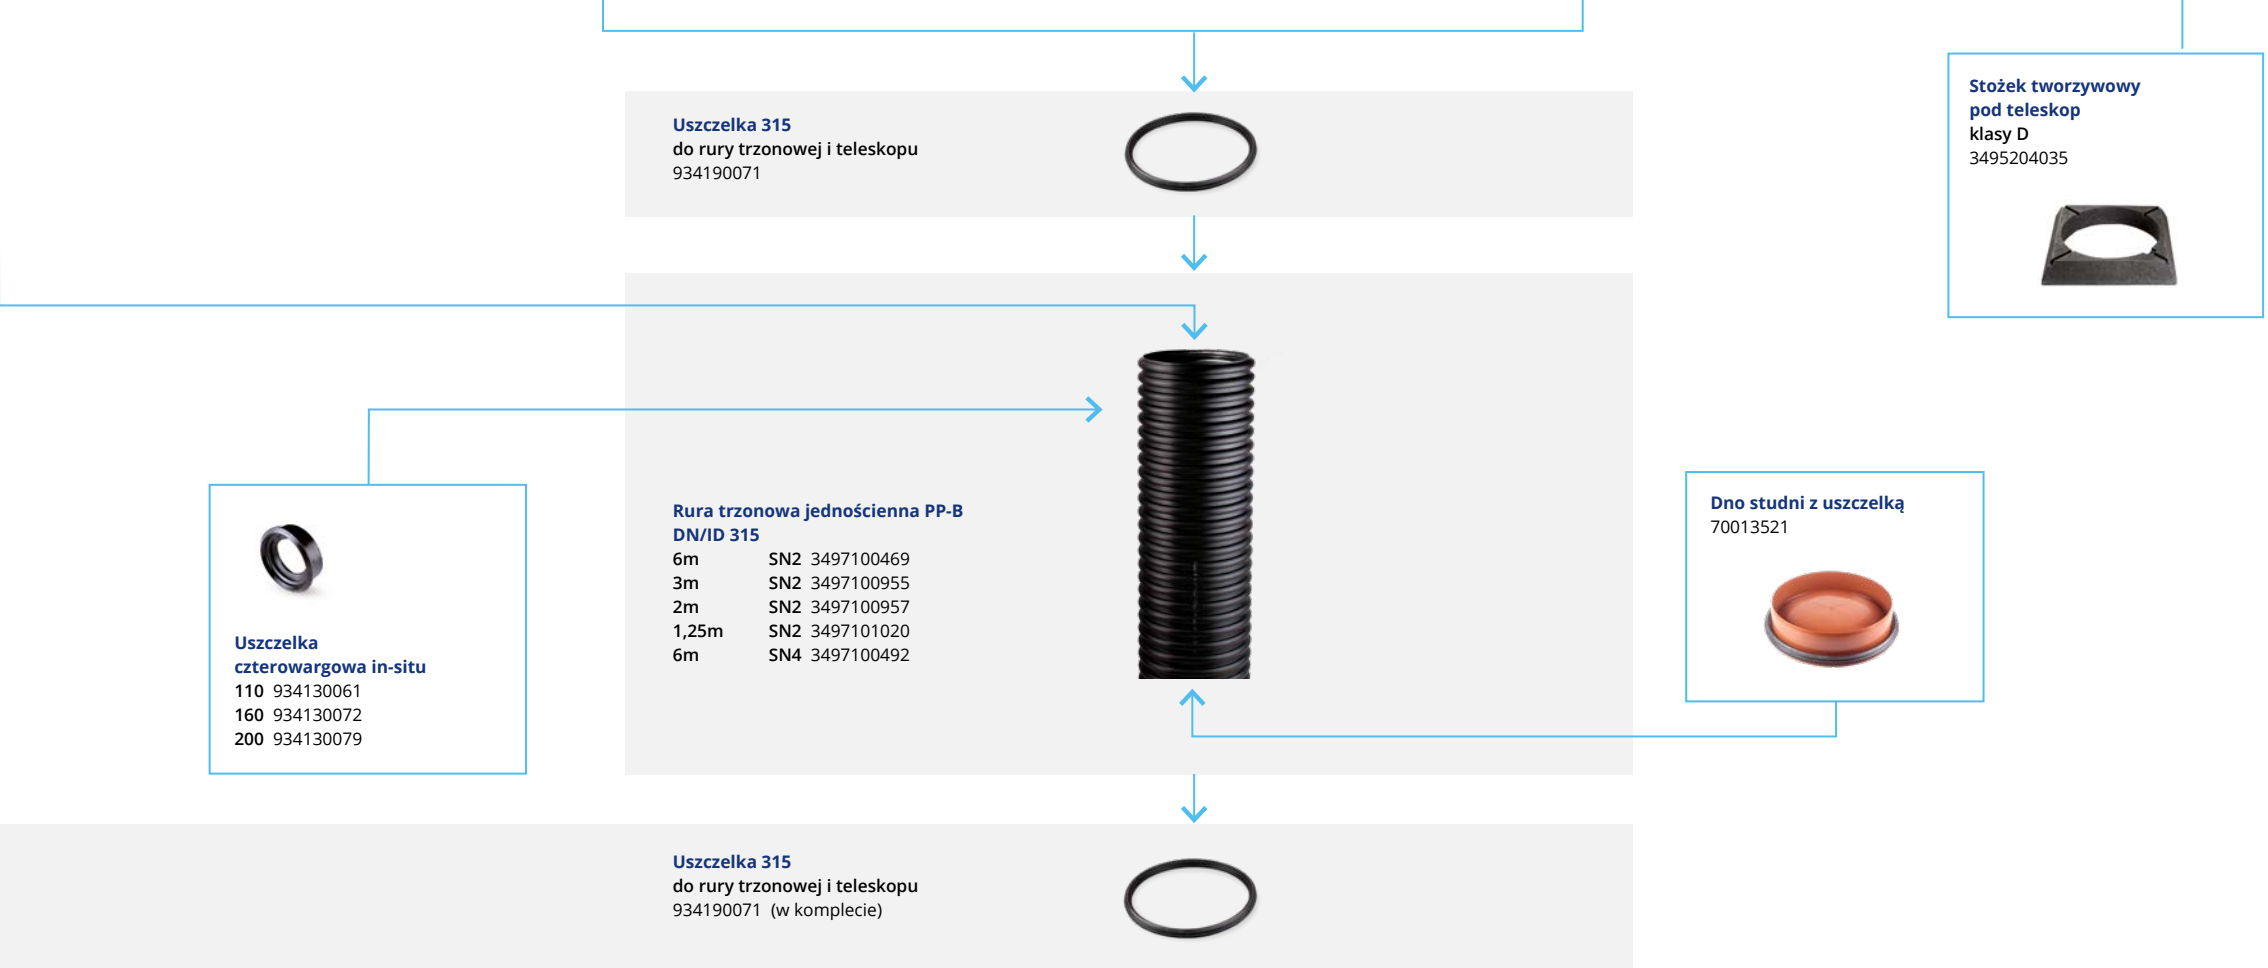 Uszczelka 315
do rury trzonowej i teleskopu
934190071
Stożek tworzywowy
pod teleskop
klasy D
3495204035
Rura trzonowa jednościenna PP-B
DN/ID 315
6m SN2 3497100469
3m SN2 3497100955
2m SN2 3497100957
1,25m SN2 3497101020
6m SN4 3497100492
Dno studni z uszczelką
70013521
Uszczelka
czterowargowa in-situ
110 934130061
160 934130072
200 934130079
Uszczelka 315
do rury trzonowej i teleskopu
934190071 (w komplecie)